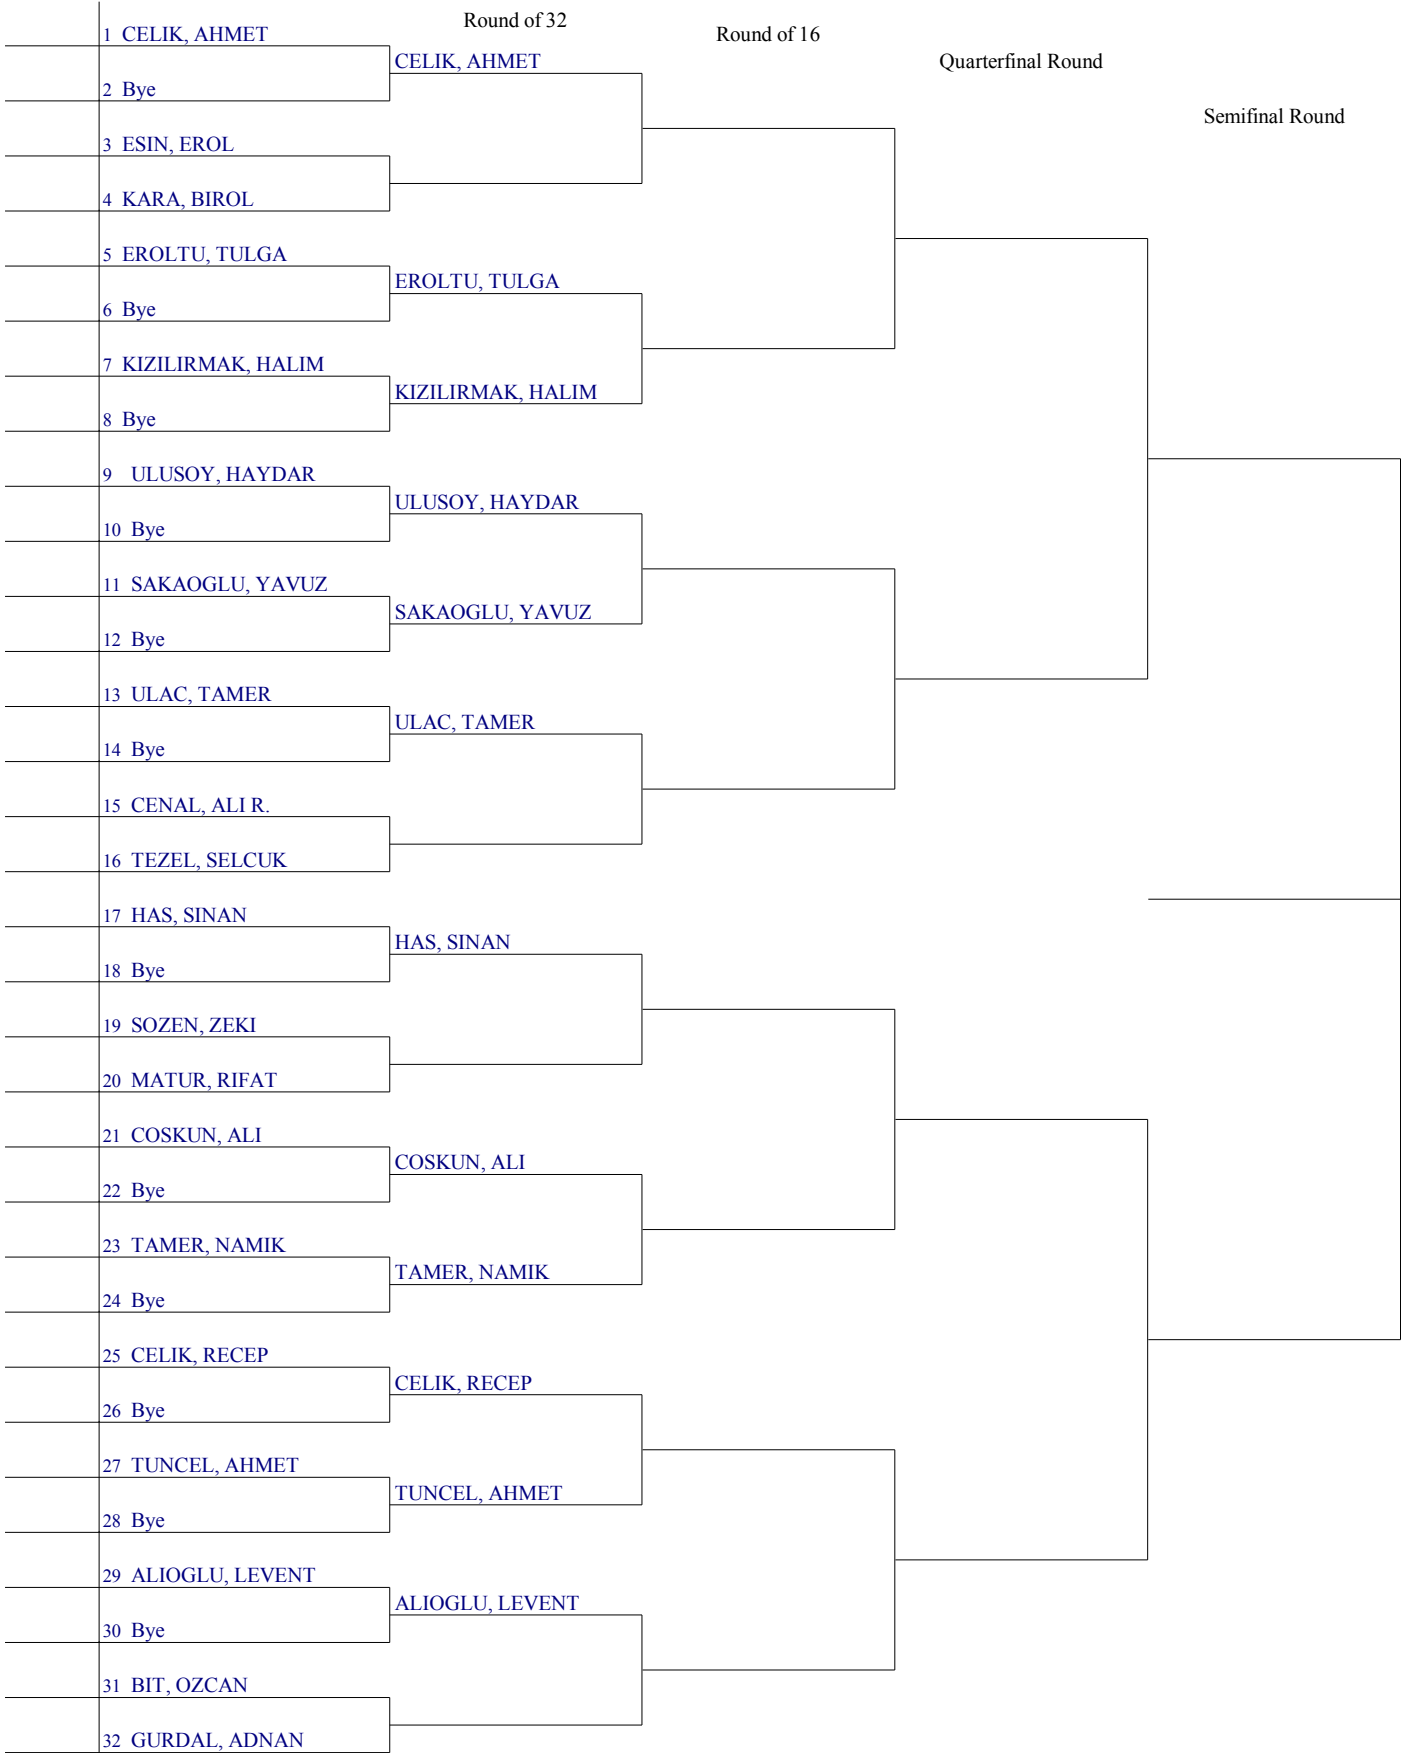 Round of 32
Round of 16
Quarterfinal Round
Semifinal Round
1 CELIK, AHMET
CELIK, AHMET
2 Bye
3 ESIN, EROL
4 KARA, BIROL
5 EROLTU, TULGA
EROLTU, TULGA
6 Bye
7 KIZILIRMAK, HALIM
KIZILIRMAK, HALIM
8 Bye
9 ULUSOY, HAYDAR
ULUSOY, HAYDAR
10 Bye
11 SAKAOGLU, YAVUZ
SAKAOGLU, YAVUZ
12 Bye
13 ULAC, TAMER
ULAC, TAMER
14 Bye
15 CENAL, ALI R.
16 TEZEL, SELCUK
17 HAS, SINAN
HAS, SINAN
18 Bye
19 SOZEN, ZEKI
20 MATUR, RIFAT
21 COSKUN, ALI
COSKUN, ALI
22 Bye
23 TAMER, NAMIK
TAMER, NAMIK
24 Bye
25 CELIK, RECEP
CELIK, RECEP
26 Bye
27 TUNCEL, AHMET
TUNCEL, AHMET
28 Bye
29 ALIOGLU, LEVENT
ALIOGLU, LEVENT
30 Bye
31 BIT, OZCAN
32 GURDAL, ADNAN